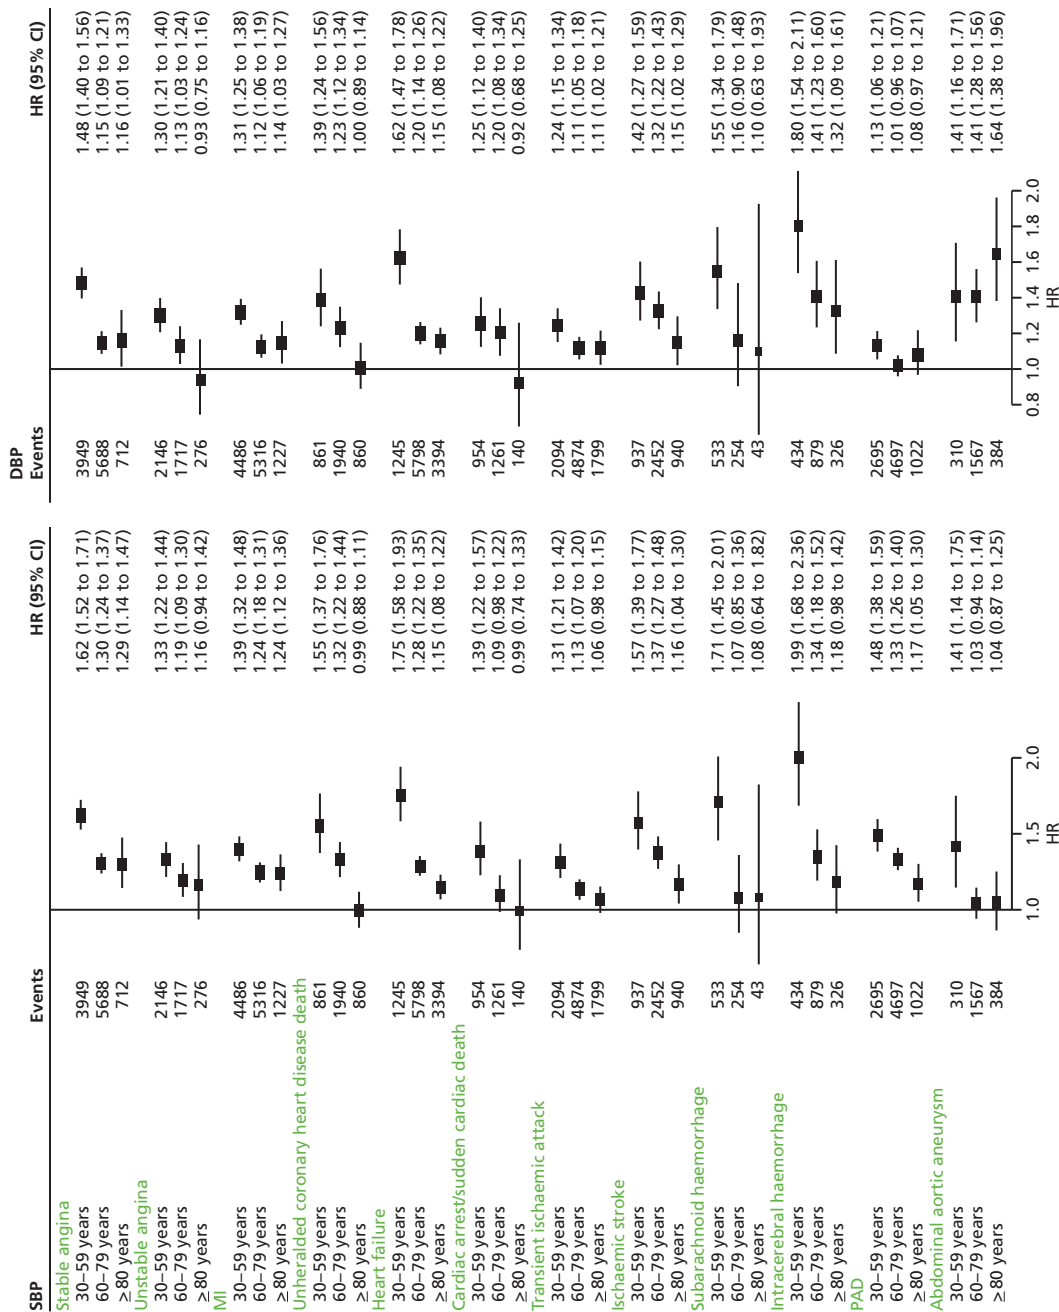 SBP Events HR (95% CI) DBP Events HR (95% CI)
Stable angina
30–59 years 3949 1.62 (1.52 to 1.71) 3949 1.48 (1.40 to 1.56)
60–79 years 5688 1.30 (1.24 to 1.37) 5688 1.15 (1.09 to 1.21)
≥ 80 years 712 1.29 (1.14 to 1.47) 712 1.16 (1.01 to 1.33)
Unstable angina
30–59 years 2146 1.33 (1.22 to 1.44) 2146 1.30 (1.21 to 1.40)
60–79 years 1717 1.19 (1.09 to 1.30) 1717 1.13 (1.03 to 1.24)
≥ 80 years 276 1.16 (0.94 to 1.42) 276 0.93 (0.75 to 1.16)
MI
30–59 years 4486 1.39 (1.32 to 1.48) 4486 1.31 (1.25 to 1.38)
60–79 years 5316 1.24 (1.18 to 1.31) 5316 1.12 (1.06 to 1.19)
≥ 80 years 1227 1.24 (1.12 to 1.36) 1227 1.14 (1.03 to 1.27)
Unheralded coronary heart disease death
30–59 years 861 1.55 (1.37 to 1.76) 861 1.39 (1.24 to 1.56)
60–79 years 1940 1.32 (1.22 to 1.44) 1940 1.23 (1.12 to 1.34)
≥ 80 years 860 0.99 (0.88 to 1.11) 860 1.00 (0.89 to 1.14)
Heart failure
30–59 years 1245 1.75 (1.58 to 1.93) 1245 1.62 (1.47 to 1.78)
60–79 years 5798 1.28 (1.22 to 1.35) 5798 1.20 (1.14 to 1.26)
≥ 80 years 3394 1.15 (1.08 to 1.22) 3394 1.15 (1.08 to 1.22)
Cardiac arrest/sudden cardiac death
30–59 years 954 1.39 (1.22 to 1.57) 954 1.25 (1.12 to 1.40)
60–79 years 1261 1.09 (0.98 to 1.22) 1261 1.20 (1.08 to 1.34)
≥ 80 years 140 0.99 (0.74 to 1.33) 140 0.92 (0.68 to 1.25)
Transient ischaemic attack
30–59 years 2094 1.31 (1.21 to 1.42) 2094 1.24 (1.15 to 1.34)
60–79 years 4874 1.13 (1.07 to 1.20) 4874 1.11 (1.05 to 1.18)
≥ 80 years 1799 1.06 (0.98 to 1.15) 1799 1.11 (1.02 to 1.21)
Ischaemic stroke
30–59 years 937 1.57 (1.39 to 1.77) 937 1.42 (1.27 to 1.59)
60–79 years 2452 1.37 (1.27 to 1.48) 2452 1.32 (1.22 to 1.43)
≥ 80 years 940 1.16 (1.04 to 1.30) 940 1.15 (1.02 to 1.29)
Subarachnoid haemorrhage
30–59 years 533 1.71 (1.45 to 2.01) 533 1.55 (1.34 to 1.79)
60–79 years 254 1.07 (0.85 to 1.36) 254 1.16 (0.90 to 1.48)
≥ 80 years 43 1.08 (0.64 to 1.82) 43 1.10 (0.63 to 1.93)
Intracerebral haemorrhage
30–59 years 434 1.99 (1.68 to 2.36) 434 1.80 (1.54 to 2.11)
60–79 years 879 1.34 (1.18 to 1.52) 879 1.41 (1.23 to 1.60)
≥ 80 years 326 1.18 (0.98 to 1.42) 326 1.32 (1.09 to 1.61)
PAD
30–59 years 2695 1.48 (1.38 to 1.59) 2695 1.13 (1.06 to 1.21)
60–79 years 4697 1.33 (1.26 to 1.40) 4697 1.01 (0.96 to 1.07)
≥ 80 years 1022 1.17 (1.05 to 1.30) 1022 1.08 (0.97 to 1.21)
Abdominal aortic aneurysm
30–59 years 310 1.41 (1.14 to 1.75) 310 1.41 (1.16 to 1.71)
60–79 years 1567 1.03 (0.94 to 1.14) 1567 1.41 (1.28 to 1.56)
≥ 80 years 384 1.04 (0.87 to 1.25) 384 1.64 (1.38 to 1.96)
1.0 1.5 2.0 0.8 1.0 1.2 1.4 1.6 1.8 2.0
HR HR